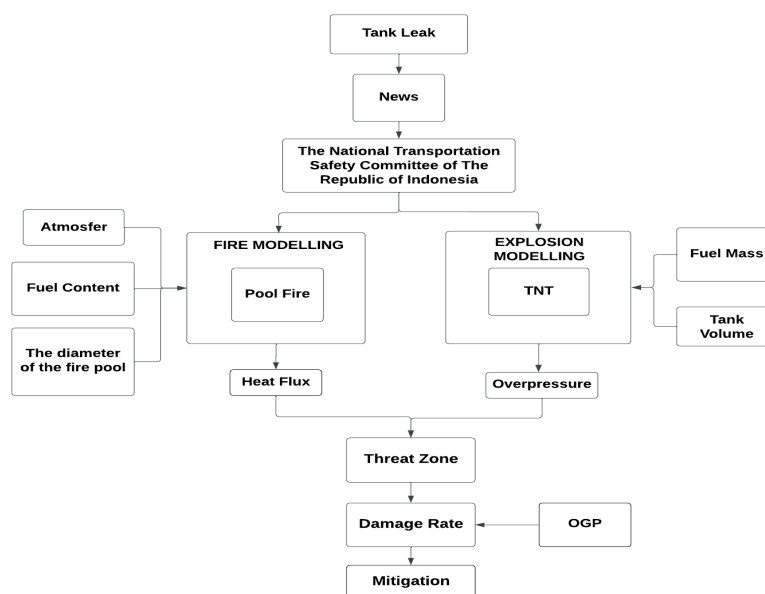 Tank Leak
News
The National Transportation
Safety Committee of The
Republic of Indonesia
Atmosfer
Fuel Content
The diameter
of the fire pool
FIRE MODELLING
Pool Fire
EXPLOSION
MODELLING
TNT
Fuel Mass
Tank
Volume
Heat Flux
Overpressure
Threat Zone
Damage Rate
OGP
Mitigation